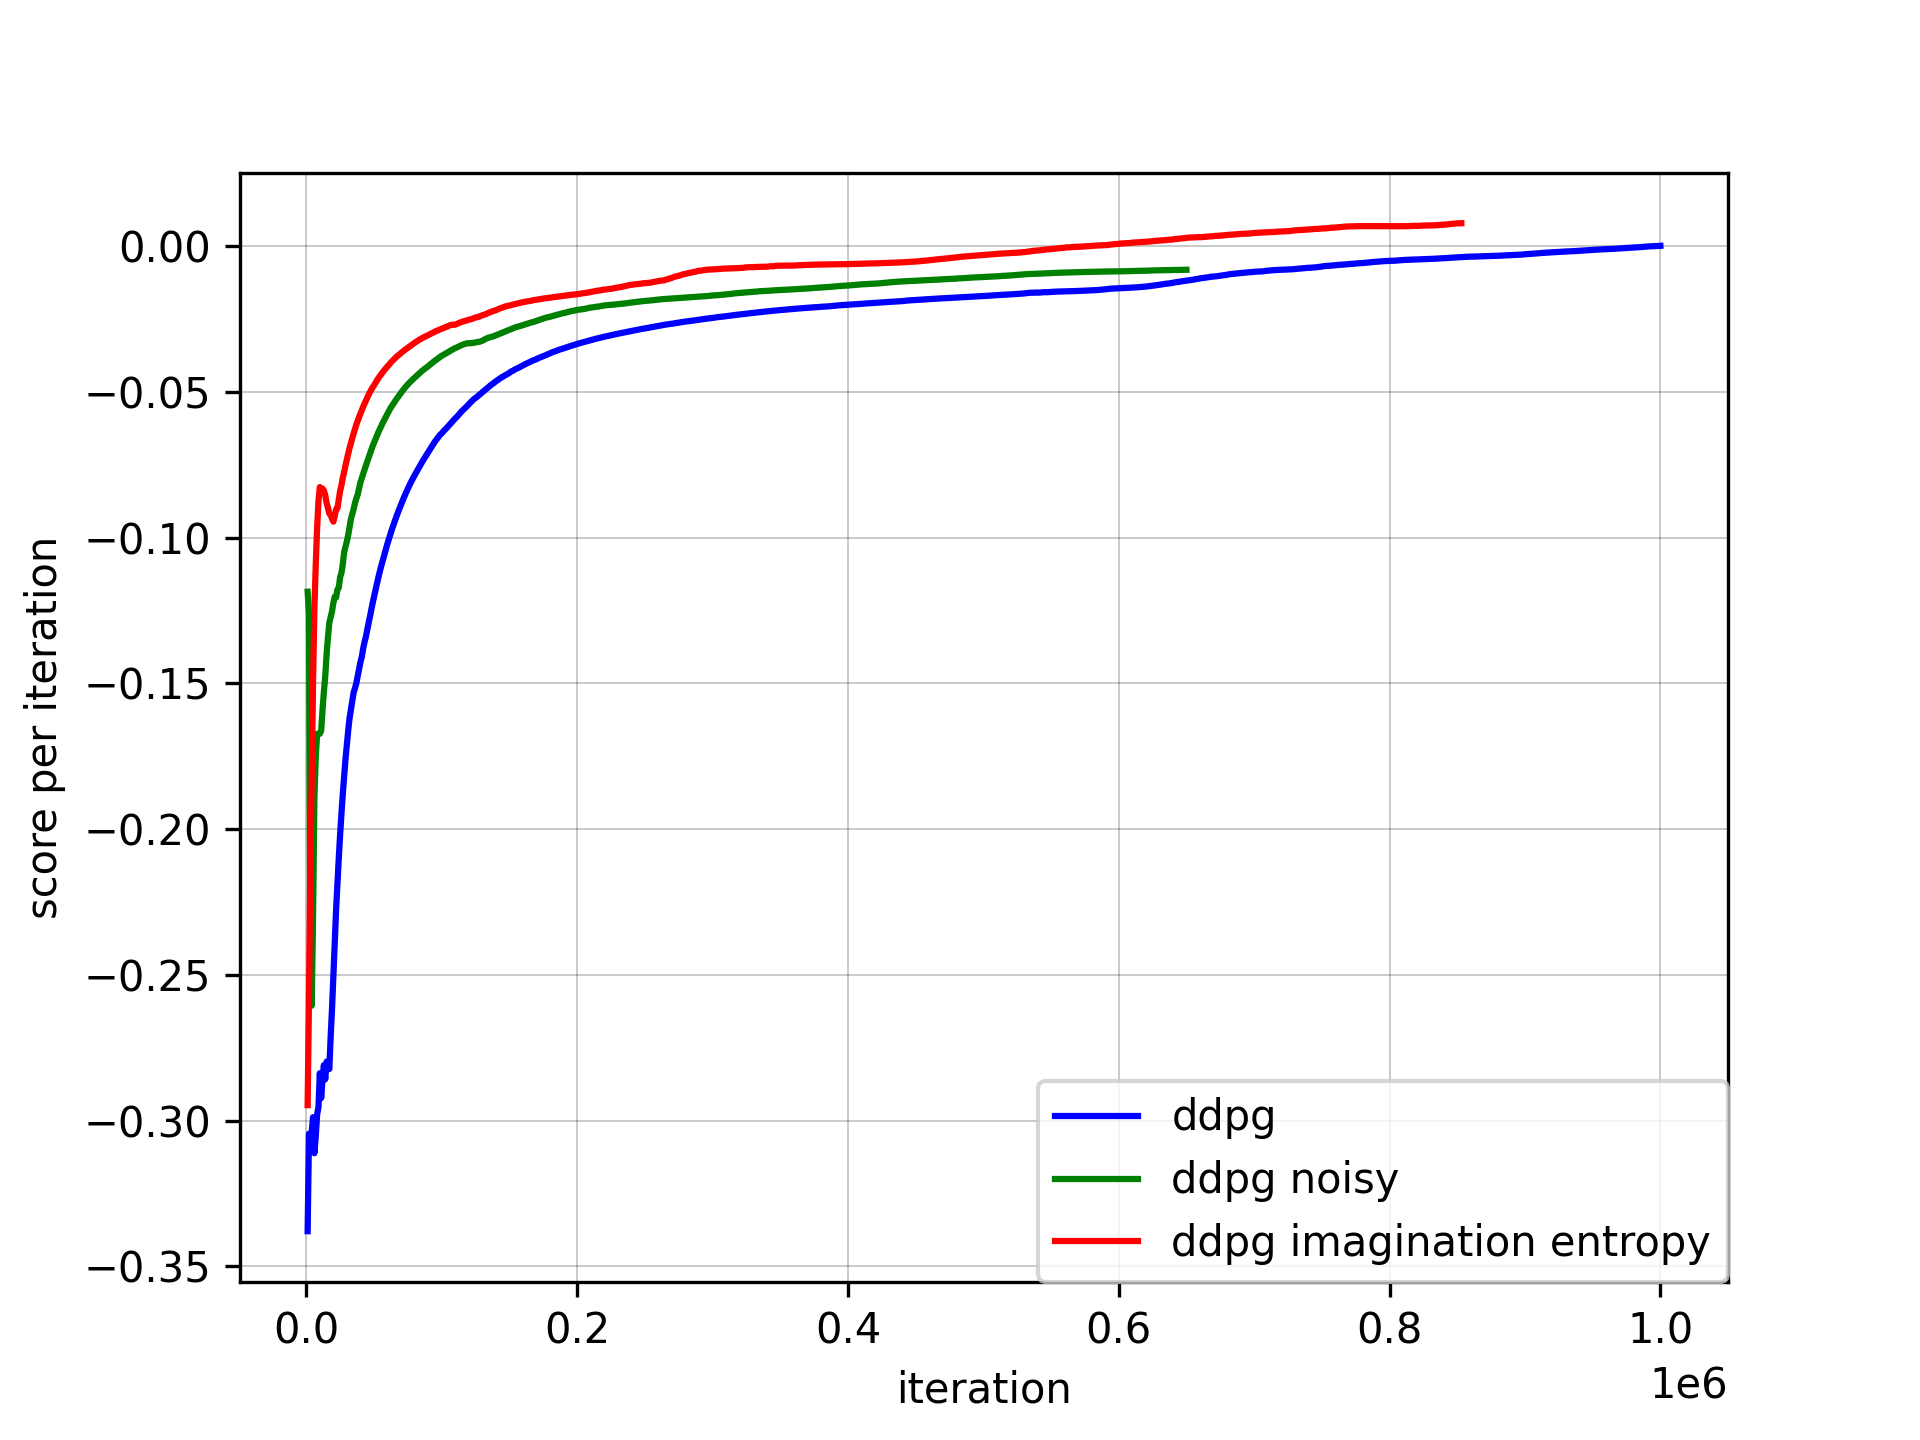 0.00
−0.05
−0.10
−0.15
−0.20
−0.25
−0.30
−0.35
score per iteration
ddpg
ddpg noisy
ddpg imagination entropy
0.0 0.2 0.4 0.6 0.8 1.0
1e6
iteration